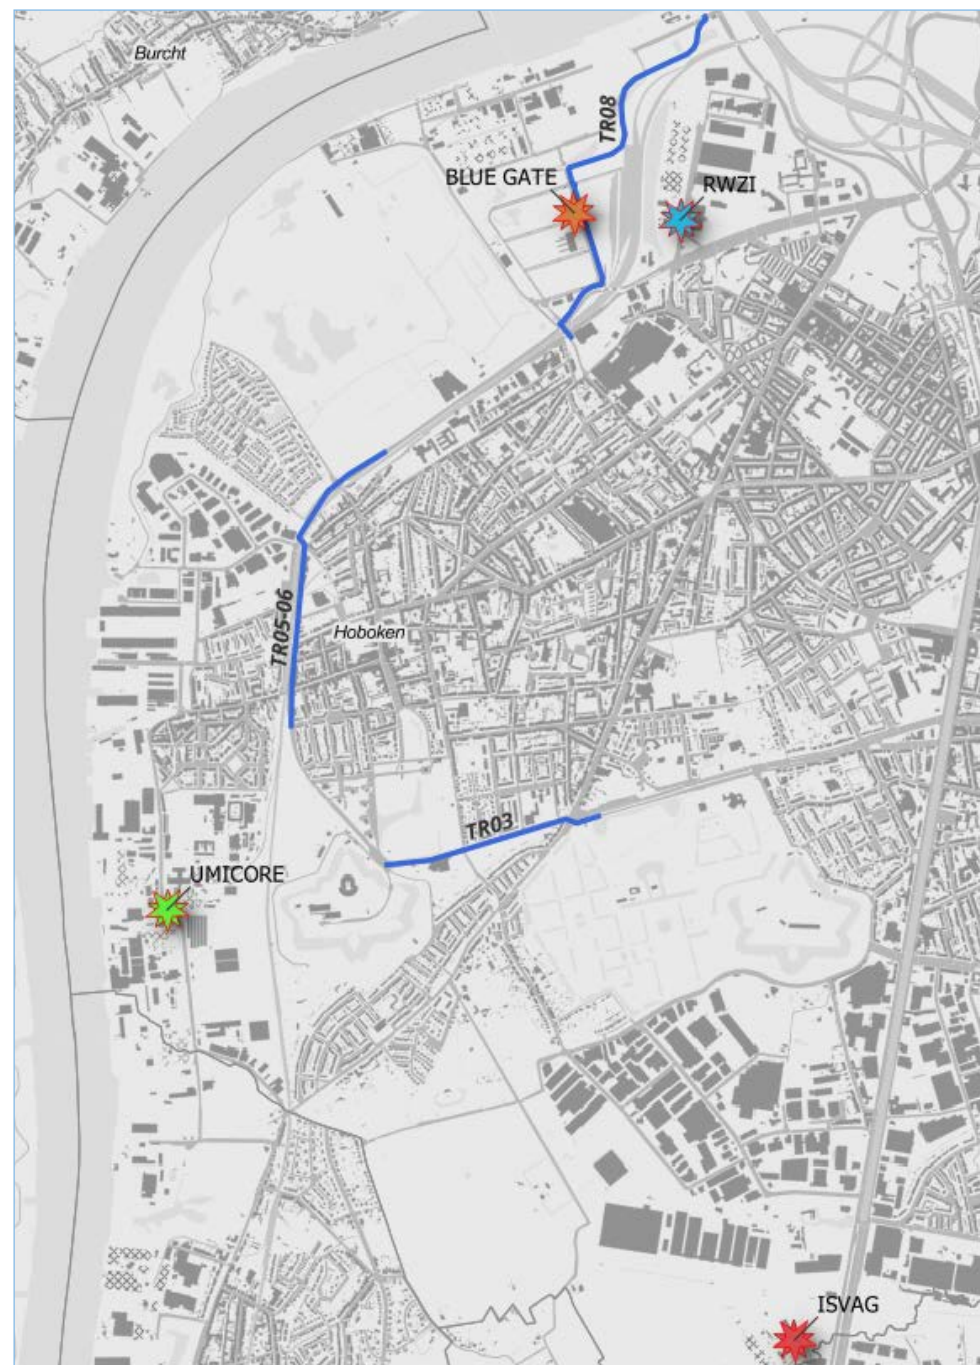 Burcht
TR08
BLUE GATE
RWZI
TR05-06
Hoboken
TR03
UMICORE
ISVAG